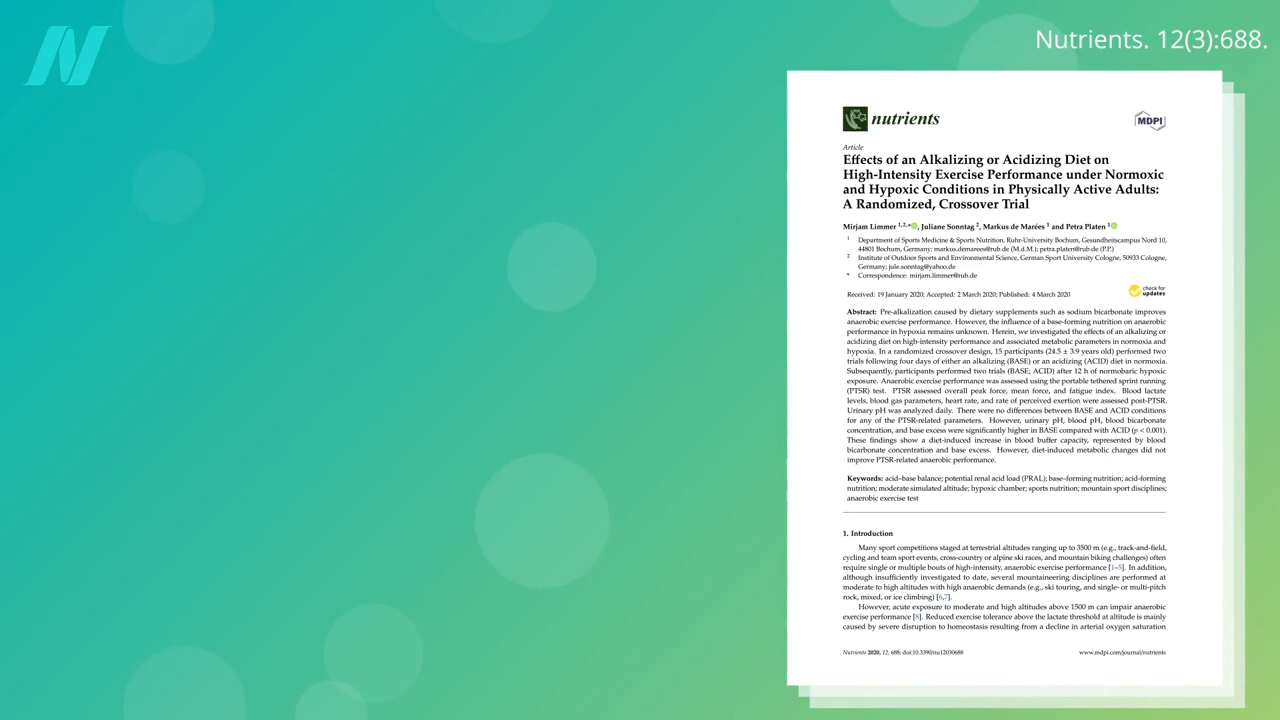 Nutrients. 12(3):688.
nutrients
MDPI
Article
Effects of an Alkalizing or Acidizing Diet on
High-Intensity Exercise Performance under Normoxic
and Hypoxic Conditions in Physically Active Adults:
A Randomized, Crossover Trial
Mirjam Limmer 1,2,*, Juliane Sonntag 2, Markus de Marées 1 and Petra Platen 1
1 Department of Sports Medicine & Sports Nutrition, Ruhr-University Bochum, Gesundheitscampus Nord 10,
44801 Bochum, Germany; markus.demarees@rub.de (M.d.M.); petra.platen@rub.de (P.P.)
2 Institute of Outdoor Sports and Environmental Science, German Sport University Cologne, 50933 Cologne,
Germany; jule.sonntag@yahoo.de
* Correspondence: mirjam.limmer@rub.de
check for
updates
Received: 19 January 2020; Accepted: 2 March 2020; Published: 4 March 2020
Abstract: Pre-alkalization caused by dietary supplements such as sodium bicarbonate improves
anaerobic exercise performance. However, the influence of a base-forming nutrition on anaerobic
performance in hypoxia remains unknown. Herein, we investigated the effects of an alkalizing or
acidizing diet on high-intensity performance and associated metabolic parameters in normoxia and
hypoxia. In a randomized crossover design, 15 participants (24.5 ± 3.9 years old) performed two
trials following four days of either an alkalizing (BASE) or an acidizing (ACID) diet in normoxia.
Subsequently, participants performed two trials (BASE; ACID) after 12 h of normobaric hypoxic
exposure. Anaerobic exercise performance was assessed using the portable tethered sprint running
(PTSR) test. PTSR assessed overall peak force, mean force, and fatigue index. Blood lactate
levels, blood gas parameters, heart rate, and rate of perceived exertion were assessed post-PTSR.
Urinary pH was analyzed daily. There were no differences between BASE and ACID conditions
for any of the PTSR-related parameters. However, urinary pH, blood pH, blood bicarbonate
concentration, and base excess were significantly higher in BASE compared with ACID (p < 0.001).
These findings show a diet-induced increase in blood buffer capacity, represented by blood
bicarbonate concentration and base excess. However, diet-induced metabolic changes did not
improve PTSR-related anaerobic performance.
Keywords: acid–base balance; potential renal acid load (PRAL); base–forming nutrition; acid-forming
nutrition; moderate simulated altitude; hypoxic chamber; sports nutrition; mountain sport disciplines;
anaerobic exercise test
1. Introduction
Many sport competitions staged at terrestrial altitudes ranging up to 3500 m (e.g., track-and-field,
cycling and team sport events, cross-country or alpine ski races, and mountain biking challenges) often
require single or multiple bouts of high-intensity, anaerobic exercise performance [1–5]. In addition,
although insufficiently investigated to date, several mountaineering disciplines are performed at
moderate to high altitudes with high anaerobic demands (e.g., ski touring, and single- or multi-pitch
rock, mixed, or ice climbing) [6,7].
However, acute exposure to moderate and high altitudes above 1500 m can impair anaerobic
exercise performance [8]. Reduced exercise tolerance above the lactate threshold at altitude is mainly
caused by severe disruption to homeostasis resulting from a decline in arterial oxygen saturation
Nutrients 2020, 12, 688; doi:10.3390/nu12030688
www.mdpi.com/journal/nutrients